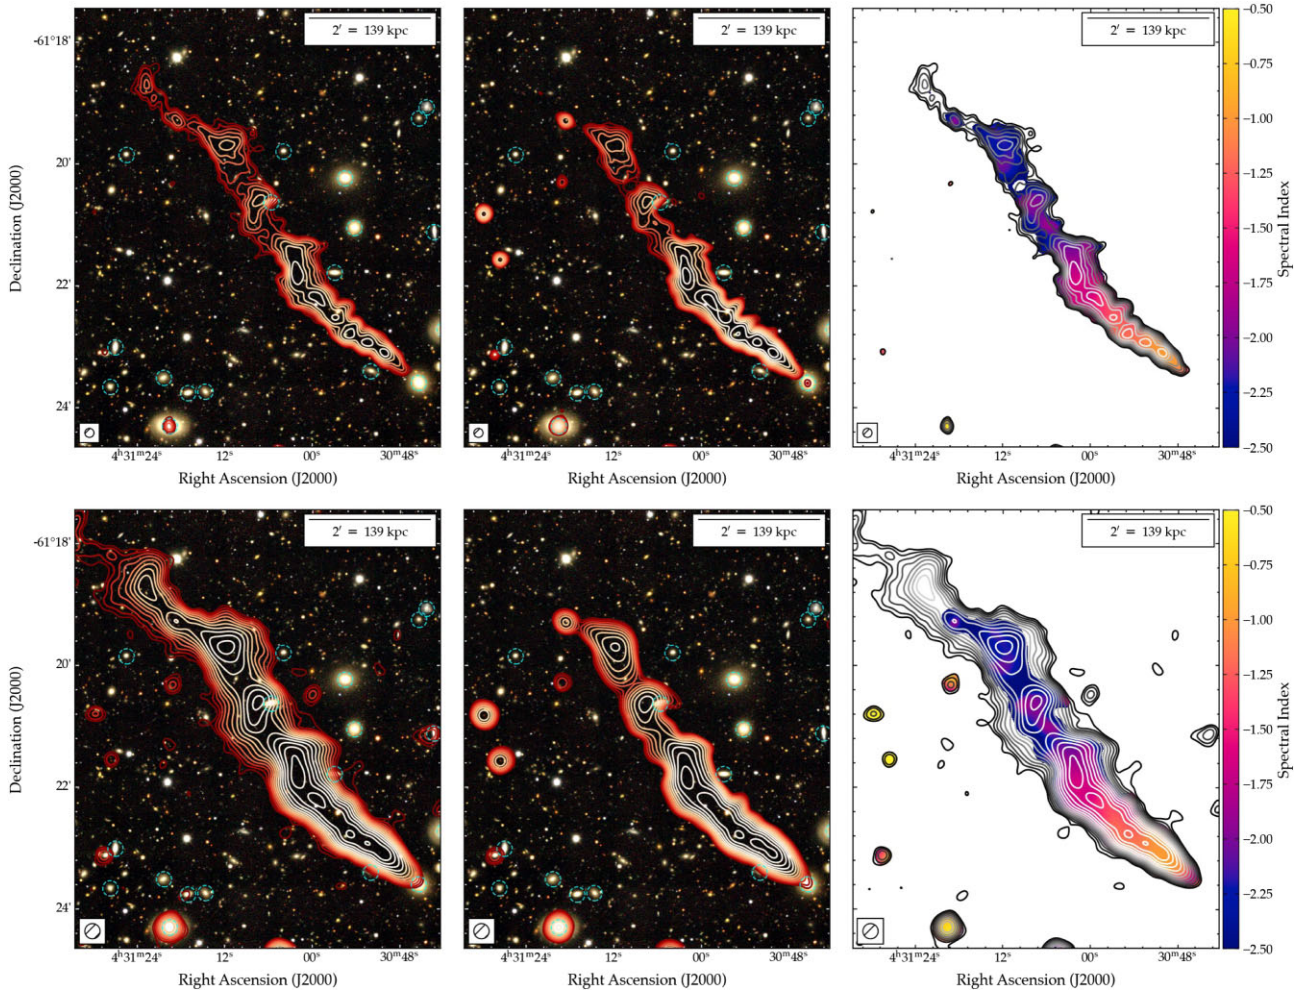 2′ = 139 kpc
2′ = 139 kpc
2′ = 139 kpc
-61°18′
20′
22′
24′
Declination (J2000)
4ʰ31ᵐ24ˢ 12ˢ 00ˢ 30ᵐ48ˢ
4ʰ31ᵐ24ˢ 12ˢ 00ˢ 30ᵐ48ˢ
4ʰ31ᵐ24ˢ 12ˢ 00ˢ 30ᵐ48ˢ
Right Ascension (J2000)
Right Ascension (J2000)
Right Ascension (J2000)
−0.50
−0.75
−1.00
−1.25
−1.50
−1.75
−2.00
−2.25
−2.50
Spectral Index
2′ = 139 kpc
2′ = 139 kpc
2′ = 139 kpc
-61°18′
20′
22′
24′
Declination (J2000)
4ʰ31ᵐ24ˢ 12ˢ 00ˢ 30ᵐ48ˢ
4ʰ31ᵐ24ˢ 12ˢ 00ˢ 30ᵐ48ˢ
4ʰ31ᵐ24ˢ 12ˢ 00ˢ 30ᵐ48ˢ
Right Ascension (J2000)
Right Ascension (J2000)
Right Ascension (J2000)
−0.50
−0.75
−1.00
−1.25
−1.50
−1.75
−2.00
−2.25
−2.50
Spectral Index